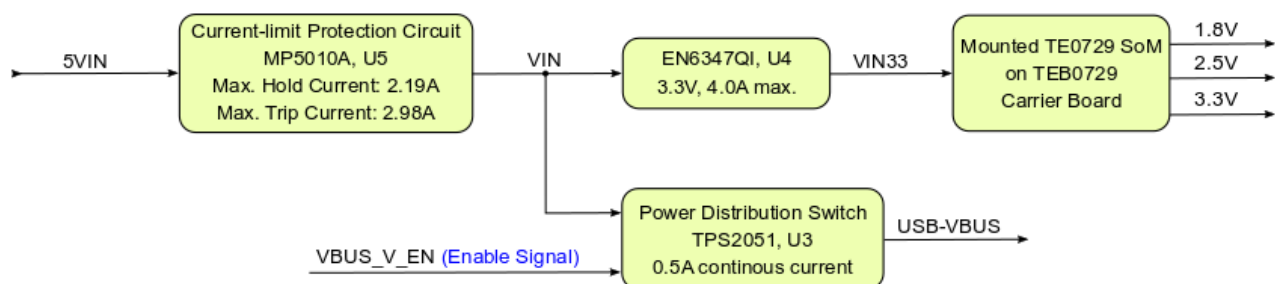 5VIN
Current-limit Protection Circuit
MP5010A, U5
Max. Hold Current: 2.19A
Max. Trip Current: 2.98A
VIN
EN6347QI, U4
3.3V, 4.0A max.
VIN33
Mounted TE0729 SoM
on TEB0729
Carrier Board
1.8V
2.5V
3.3V
VBUS_V_EN (Enable Signal)
Power Distribution Switch
TPS2051, U3
0.5A continous current
USB-VBUS